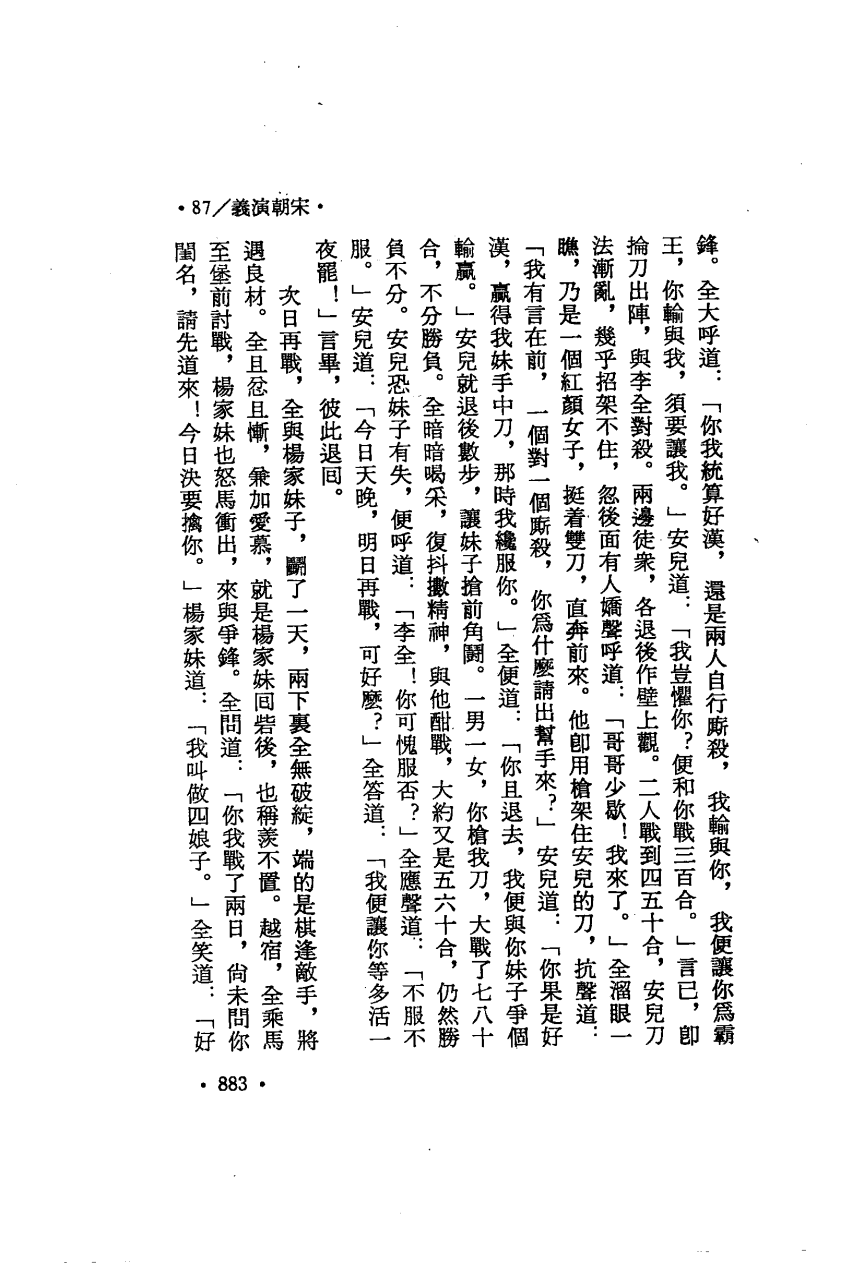 •87/義演朝宋•
鋒。全大呼道：「你我統算好漢，還是兩人自行廝殺，我輸與你，我便讓你爲霸
王，你輸與我，須要讓我。」安兒道：「我豈懼你？便和你戰三百合。」言已，卽
掄刀出陣，與李全對殺。兩邊徒衆，各退後作壁上觀。二人戰到四五十合，安兒刀
法漸亂，幾乎招架不住，忽後面有人嬌聲呼道：「哥哥少歇！我來了。」全溜眼一
瞧，乃是一個紅顏女子，挺着雙刀，直奔前來。他卽用槍架住安兒的刀，抗聲道：
「我有言在前，一個對一個廝殺，你爲什麼請出幫手來？」安兒道：「你果是好
漢，贏得我妹手中刀，那時我纔服你。」全便道：「你且退去，我便與你妹子爭個
輸贏。」安兒就退後數步，讓妹子搶前角鬪。一男一女，你槍我刀，大戰了七八十
合，不分勝負。全暗暗喝采，復抖擻精神，與他酣戰，大約又是五六十合，仍然勝
負不分。安兒恐妹子有失，便呼道：「李全！你可愧服否？」全應聲道：「不服不
服。」安兒道：「今日天晚，明日再戰，可好麼？」全答道：「我便讓你等多活一
夜罷！」言畢，彼此退回。
次日再戰，全與楊家妹子，鬪了一天，兩下裏全無破綻，端的是棋逢敵手，將
遇良材。全且忿且慚，兼加愛慕，就是楊家妹回砦後，也稱羨不置。越宿，全乘馬
至堡前討戰，楊家妹也怒馬衝出，來與爭鋒。全問道：「你我戰了兩日，尙未問你
閨名，請先道來！今日決要擒你。」楊家妹道：「我叫做四娘子。」全笑道：「好
•883•